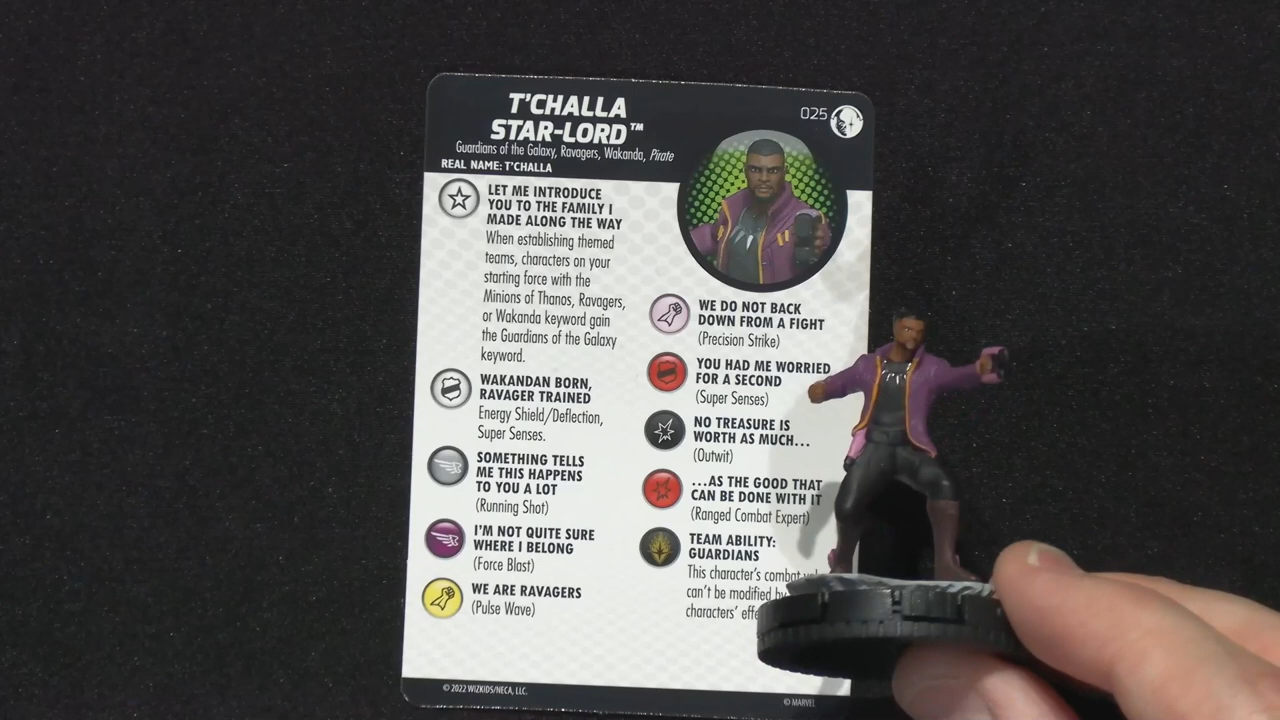 T'CHALLA
STAR-LORD™
Guardians of the Galaxy, Ravagers, Wakanda, Pirate
REAL NAME: T'CHALLA
025
LET ME INTRODUCE
YOU TO THE FAMILY I
MADE ALONG THE WAY
When establishing themed
teams, characters on your
starting force with the
Minions of Thanos, Ravagers,
or Wakanda keyword gain
the Guardians of the Galaxy
keyword.
WAKANDAN BORN,
RAVAGER TRAINED
Energy Shield/Deflection,
Super Senses.
SOMETHING TELLS
ME THIS HAPPENS
TO YOU A LOT
(Running Shot)
I'M NOT QUITE SURE
WHERE I BELONG
(Force Blast)
WE ARE RAVAGERS
(Pulse Wave)
WE DO NOT BACK
DOWN FROM A FIGHT
(Precision Strike)
YOU HAD ME WORRIED
FOR A SECOND
(Super Senses)
NO TREASURE IS
WORTH AS MUCH...
(Outwit)
...AS THE GOOD THAT
CAN BE DONE WITH IT
(Ranged Combat Expert)
TEAM ABILITY:
GUARDIANS
This character's combat
can't be modified by
characters'
© 2022 WIZKIDS/NECA, LLC.
© MARVEL